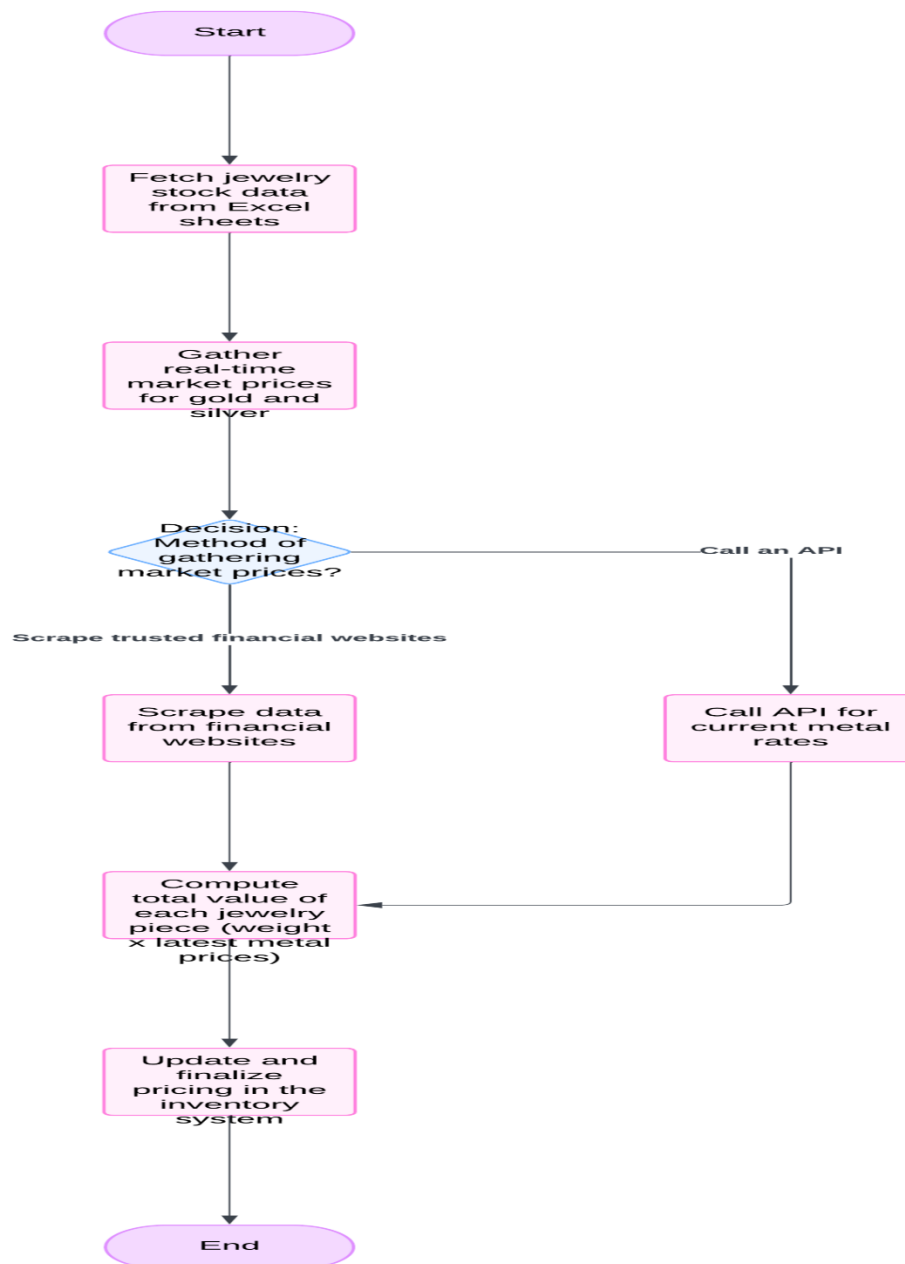 Start
Fetch jewelry
stock data
from Excel
sheets
Gather
real-time
market prices
for gold and
silver
Decision:
Method of
gathering
market prices?
Call an API
Scrape trusted financial websites
Scrape data
from financial
websites
Call API for
current metal
rates
Compute
total value of
each jewelry
piece (weight
x latest metal
prices)
Update and
finalize
pricing in the
inventory
system
End